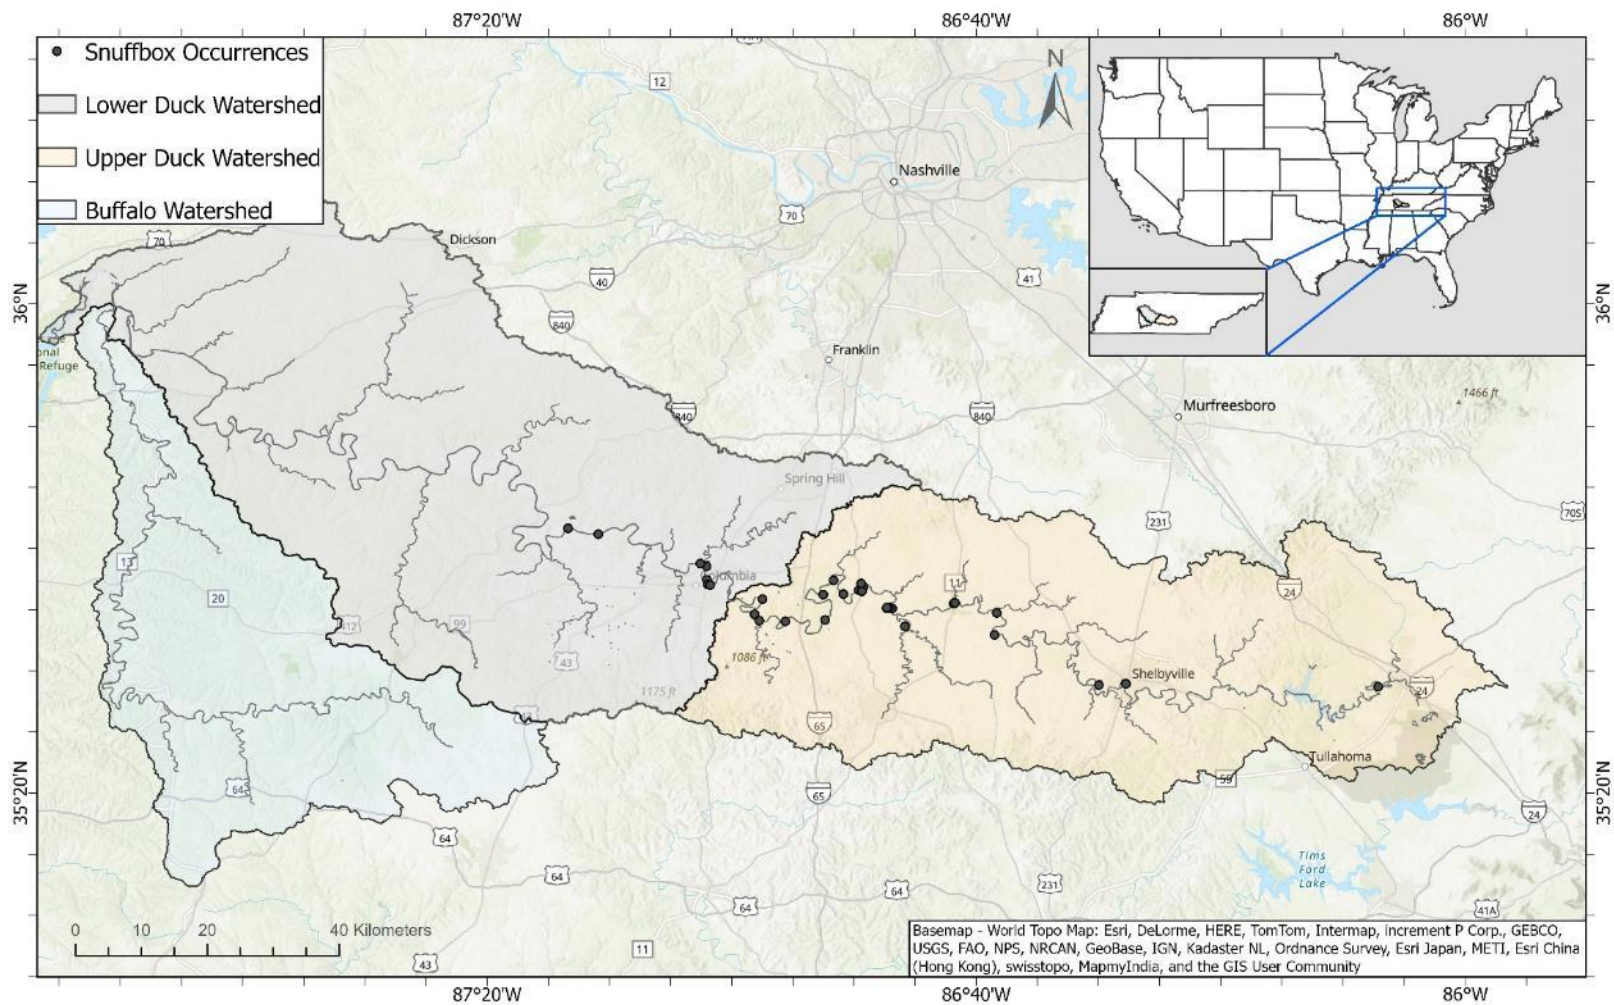 87°20'W
86°40'W
86°W
Snuffbox Occurrences
Lower Duck Watershed
Upper Duck Watershed
Buffalo Watershed
N
12
Nashville
70
70
Dickson
40
41
840
36°N
36°N
Franklin
onal
Refuge
840
840
1466 ft
Murfreesboro
Spring Hill
231
70S
13
Columbia
11
24
20
412
99
43
1086 ft
1175 ft
Shelbyville
24
65
Tullahoma
55
64
65
35°20'N
35°20'N
24
64
Tims
Ford
Lake
64
64
231
64
41A
0 10 20 40 Kilometers
11
43
Basemap - World Topo Map: Esri, DeLorme, HERE, TomTom, Intermap, increment P Corp., GEBCO,
USGS, FAO, NPS, NRCAN, GeoBase, IGN, Kadaster NL, Ordnance Survey, Esri Japan, METI, Esri China
(Hong Kong), swisstopo, MapmyIndia, and the GIS User Community
87°20'W
86°40'W
86°W